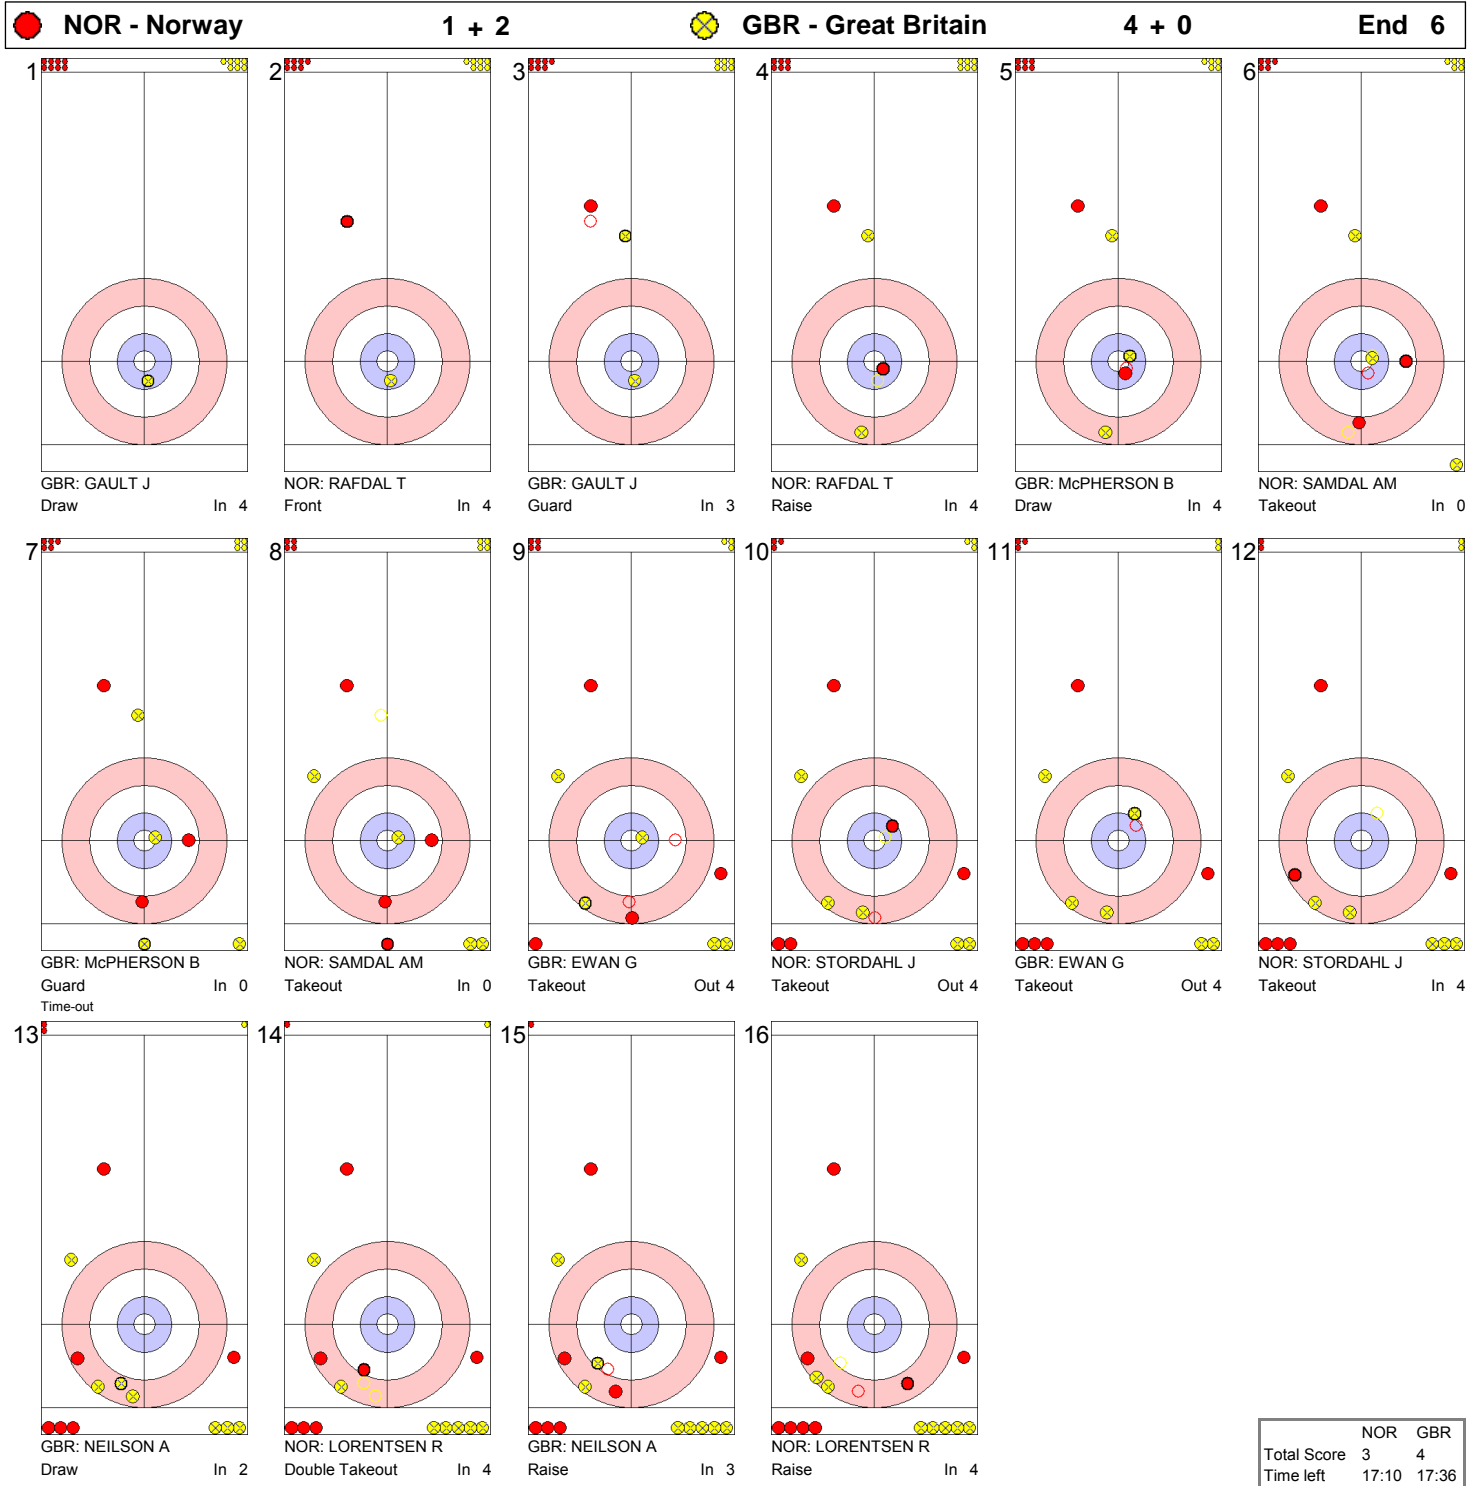 NOR - Norway 1 + 2 GBR - Great Britain 4 + 0 End 6
1 2 3 4 5 6
GBR: GAULT J NOR: RAFDAL T GBR: GAULT J NOR: RAFDAL T GBR: McPHERSON B NOR: SAMDAL AM
Draw In 4 Front In 4 Guard In 3 Raise In 4 Draw In 4 Takeout In 0
7 8 9 10 11 12
GBR: McPHERSON B NOR: SAMDAL AM GBR: EWAN G NOR: STORDAHL J GBR: EWAN G NOR: STORDAHL J
Guard In 0 Takeout In 0 Takeout Out 4 Takeout Out 4 Takeout Out 4 Takeout In 4
Time-out
13 14 15 16
GBR: NEILSON A NOR: LORENTSEN R GBR: NEILSON A NOR: LORENTSEN R
Draw In 2 Double Takeout In 4 Raise In 3 Raise In 4
NOR GBR
Total Score 3 4
Time left 17:10 17:36